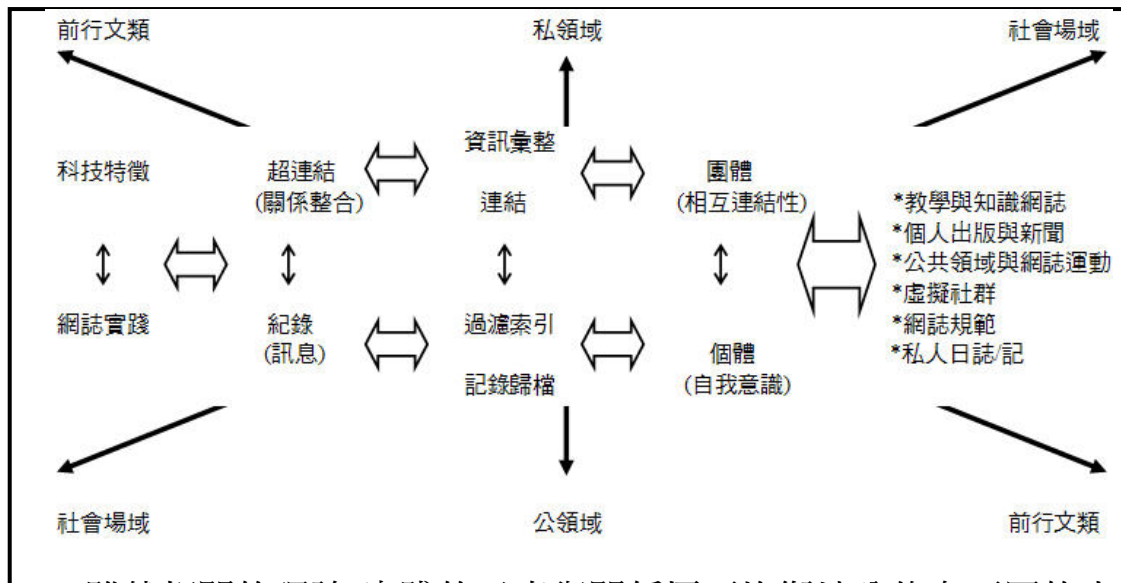 前行文類 私領域 社會場域
資訊彙整
科技特徵 超連結 團體
(關係整合) 連結 (相互連結性) *教學與知識網誌
*個人出版與新聞
*公共領域與網誌運動
*虛擬社群
網誌實踐 紀錄 過濾索引 *網誌規範
(訊息) 個體 *私人日誌/記
記錄歸檔 (自我意識)
社會場域 公領域 前行文類